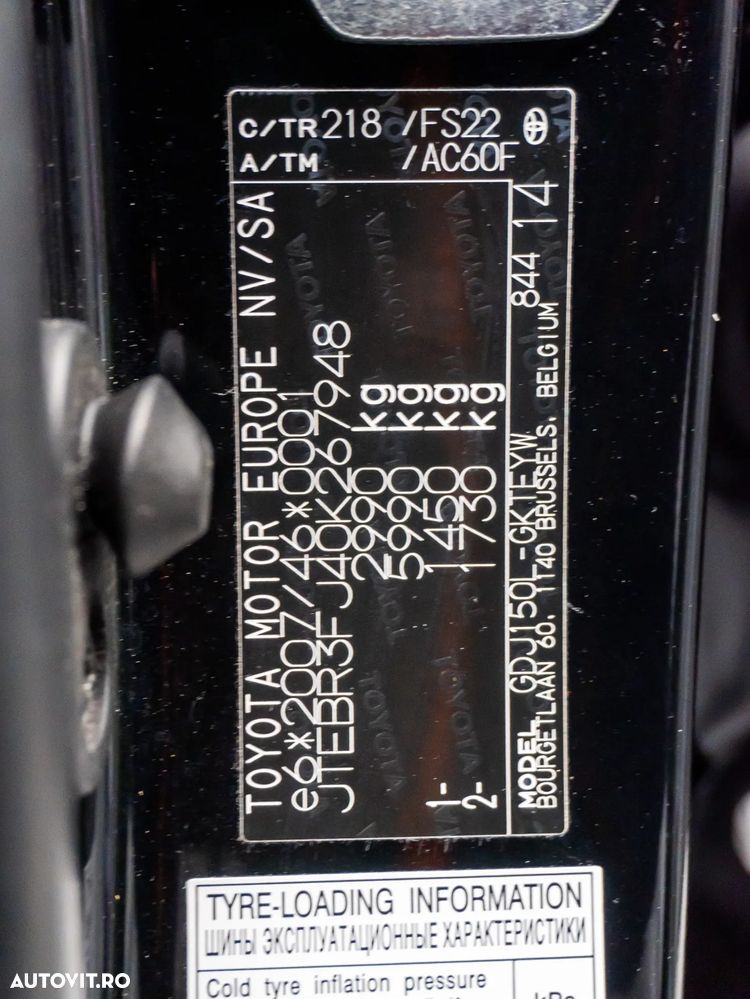 C/TR 218 /FS22
A/TM /AC60F
TOYOTA MOTOR EUROPE NV/SA
e6*2007/46*0001
JTEBR3FJ40K267948
2990 kg
5990 kg
1- 1450 kg
2- 1730 kg
MODEL GDJ150L-GKTEYW 844 14
BOURGETLAAN 60, 1140 BRUSSELS, BELGIUM
TYRE-LOADING INFORMATION
ШИНЫ ЭКСПЛУАТАЦИОННЫЕ ХАРАКТЕРИСТИКИ
Cold tyre inflation pressure
kPa
AUTOVIT.RO